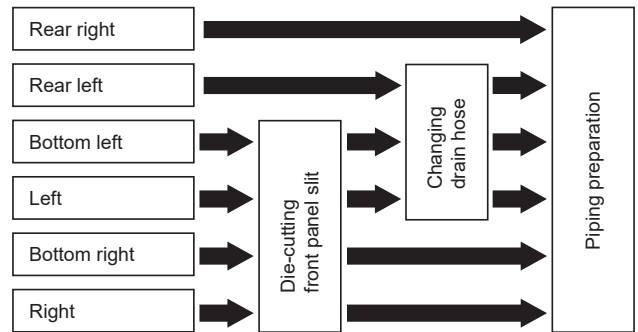 Rear right
Rear left
Bottom left
Left
Bottom right
Right
Die-cutting
front panel slit
Changing
drain hose
Piping preparation